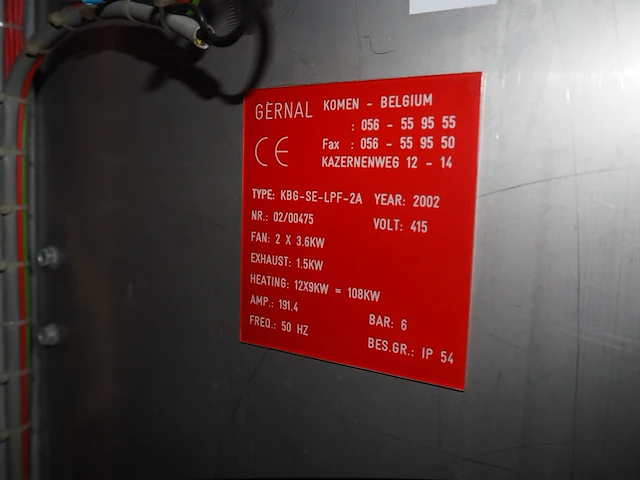 GERNAL KOMEN - BELGIUM
: 056 - 55 95 55
CE Fax : 056 - 55 95 50
KAZERNENWEG 12 - 14
TYPE: KBG-SE-LPF-2A YEAR: 2002
NR.: 02/00475 VOLT: 415
FAN: 2 X 3.6KW
EXHAUST: 1.5KW
HEATING: 12X9KW = 108KW
AMP.: 191.4 BAR: 6
FREQ.: 50 HZ BES.GR.: IP 54